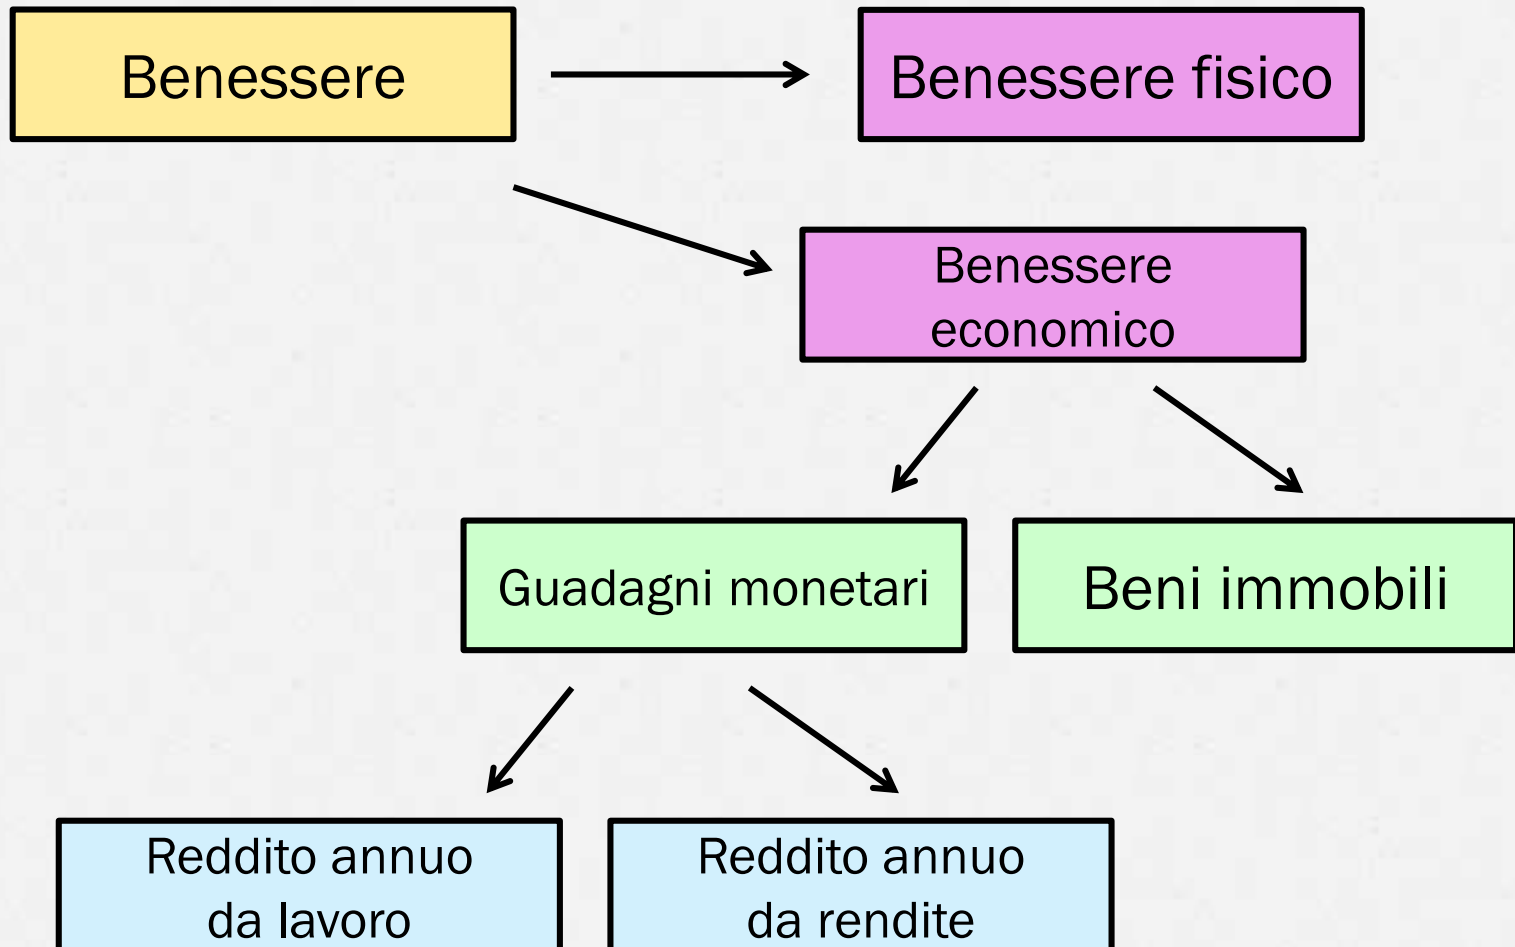 Benessere
Benessere fisico
Benessere
economico
Guadagni monetari
Beni immobili
Reddito annuo
da lavoro
Reddito annuo
da rendite